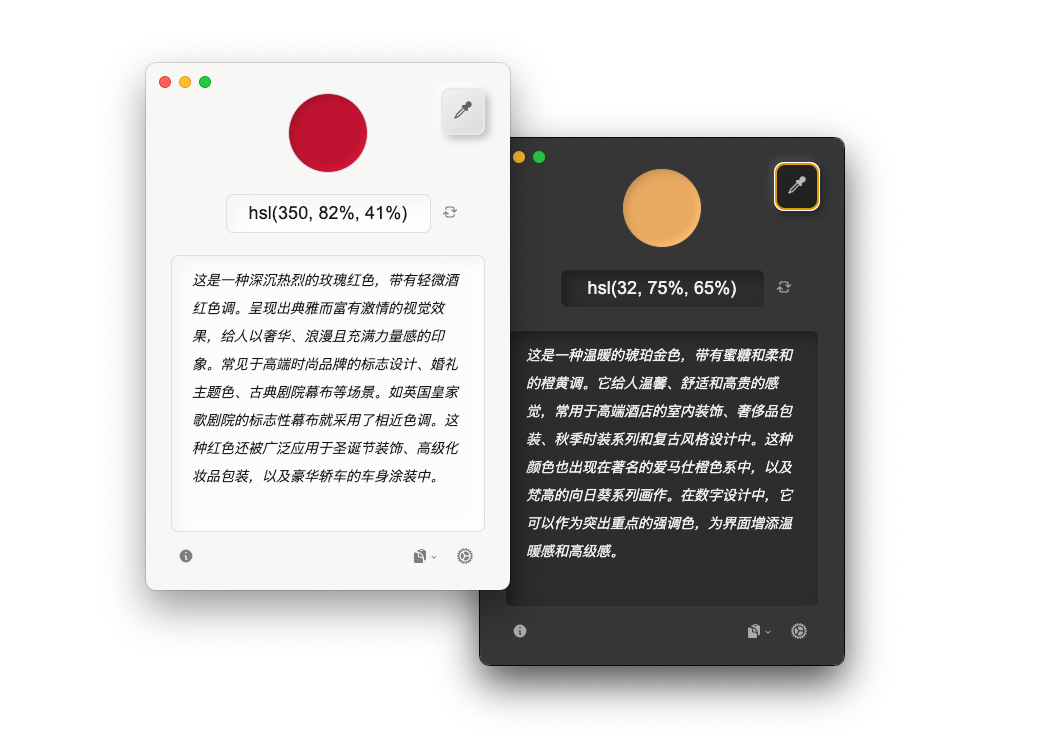 hsl(350, 82%, 41%)
这是一种深沉热烈的玫瑰红色，带有轻微酒
红色调。呈现出典雅而富有激情的视觉效
果，给人以奢华、浪漫且充满力量感的印
象。常见于高端时尚品牌的标志设计、婚礼
主题色、古典剧院幕布等场景。如英国皇家
歌剧院的标志性幕布就采用了相近色调。这
种红色还被广泛应用于圣诞节装饰、高级化
妆品包装，以及豪华轿车的车身涂装中。
hsl(32, 75%, 65%)
这是一种温暖的琥珀金色，带有蜜糖和柔和
的橙黄调。它给人温馨、舒适和高贵的感
觉，常用于高端酒店的室内装饰、奢侈品包
装、秋季时装系列和复古风格设计中。这种
颜色也出现在著名的爱马仕橙色系中，以及
梵高的向日葵系列画作。在数字设计中，它
可以作为突出重点的强调色，为界面增添温
暖感和高级感。